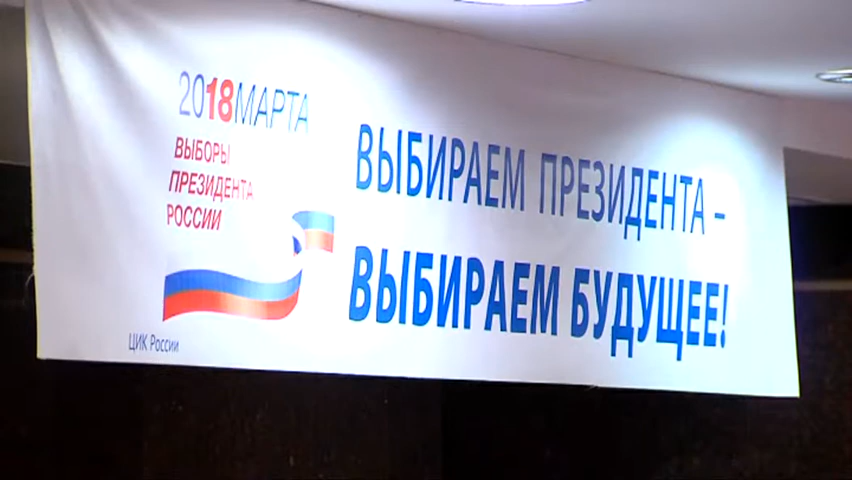 2018МАРТА
ВЫБОРЫ
ПРЕЗИДЕНТА
РОССИИ
ЦИК России
ВЫБИРАЕМ ПРЕЗИДЕНТА –
ВЫБИРАЕМ БУДУЩЕЕ!